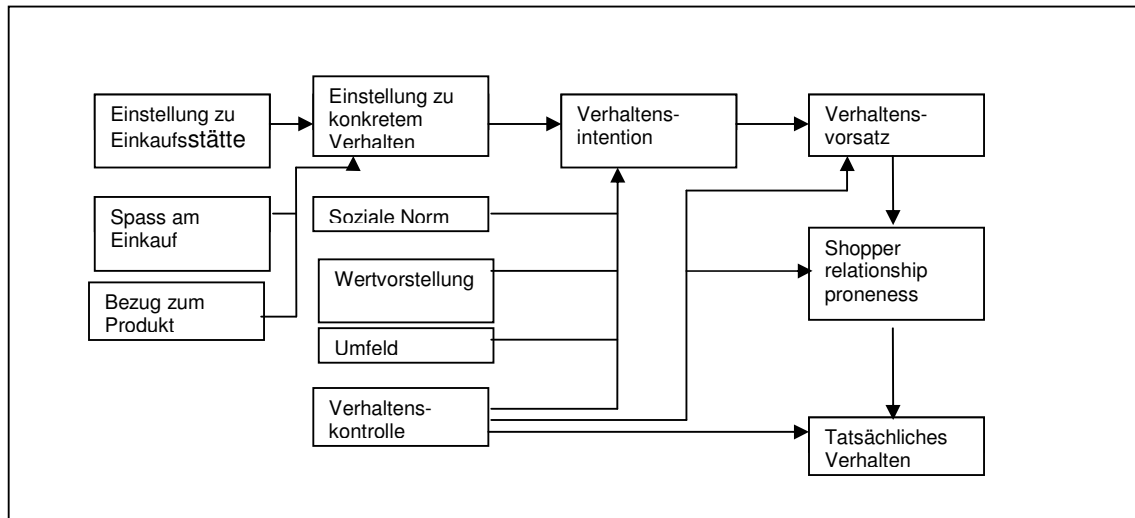 Einstellung zu
Einkaufsstätte
Einstellung zu
konkretem
Verhalten
Verhaltens-
intention
Verhaltens-
vorsatz
Spass am
Einkauf
Soziale Norm
Shopper
relationship
proneness
Wertvorstellung
Bezug zum
Produkt
Umfeld
Verhaltens-
kontrolle
Tatsächliches
Verhalten